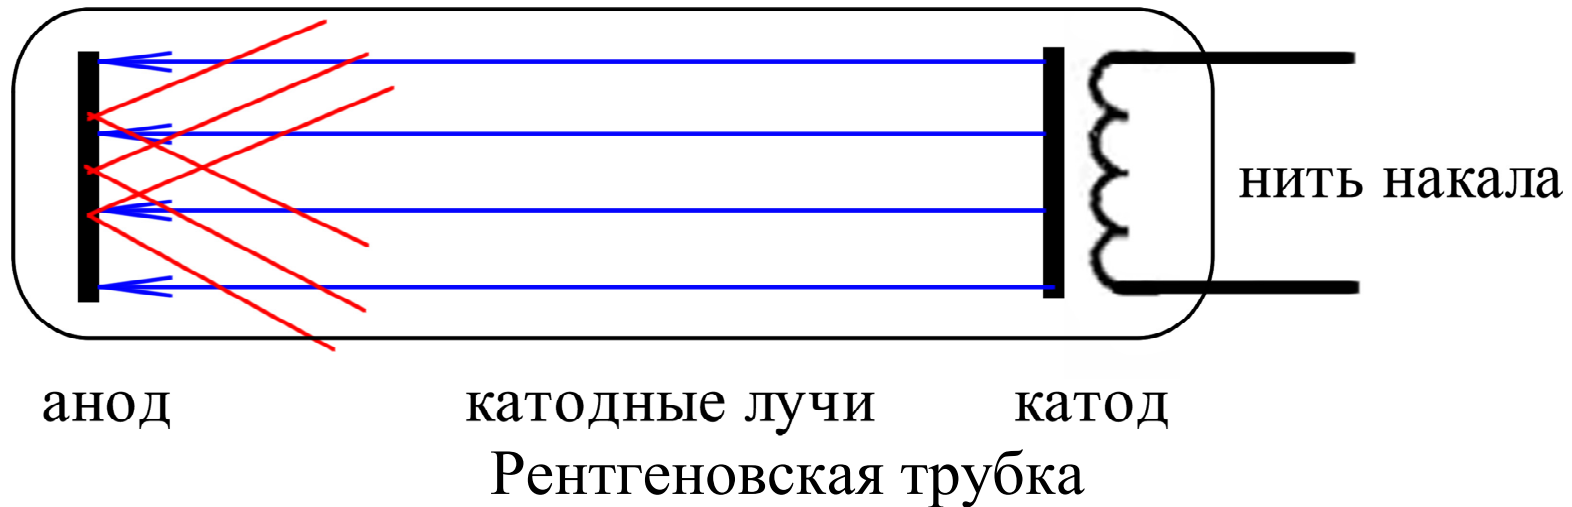 нить накала
анод катодные лучи катод
Рентгеновская трубка